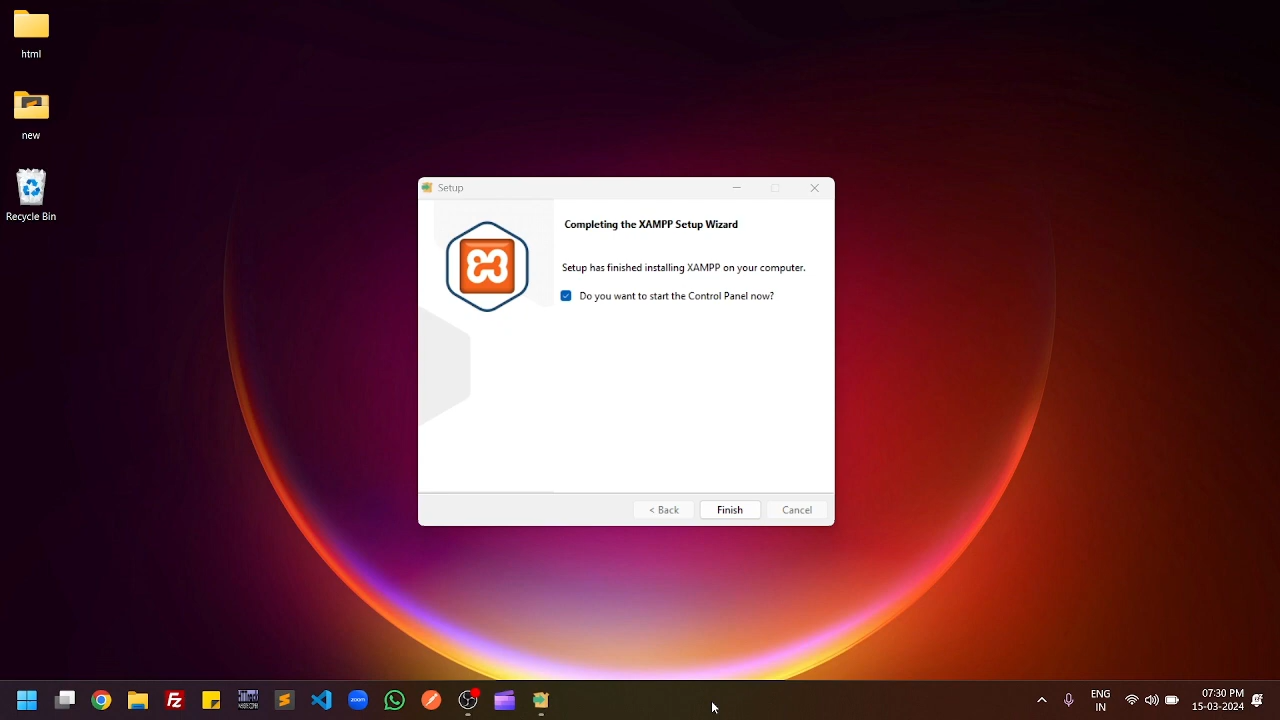 html
new
Recycle Bin
Setup
Completing the XAMPP Setup Wizard
Setup has finished installing XAMPP on your computer.
Do you want to start the Control Panel now?
< Back
Finish
Cancel
Fz
zoom
ENG
IN
07:30 PM
15-03-2024